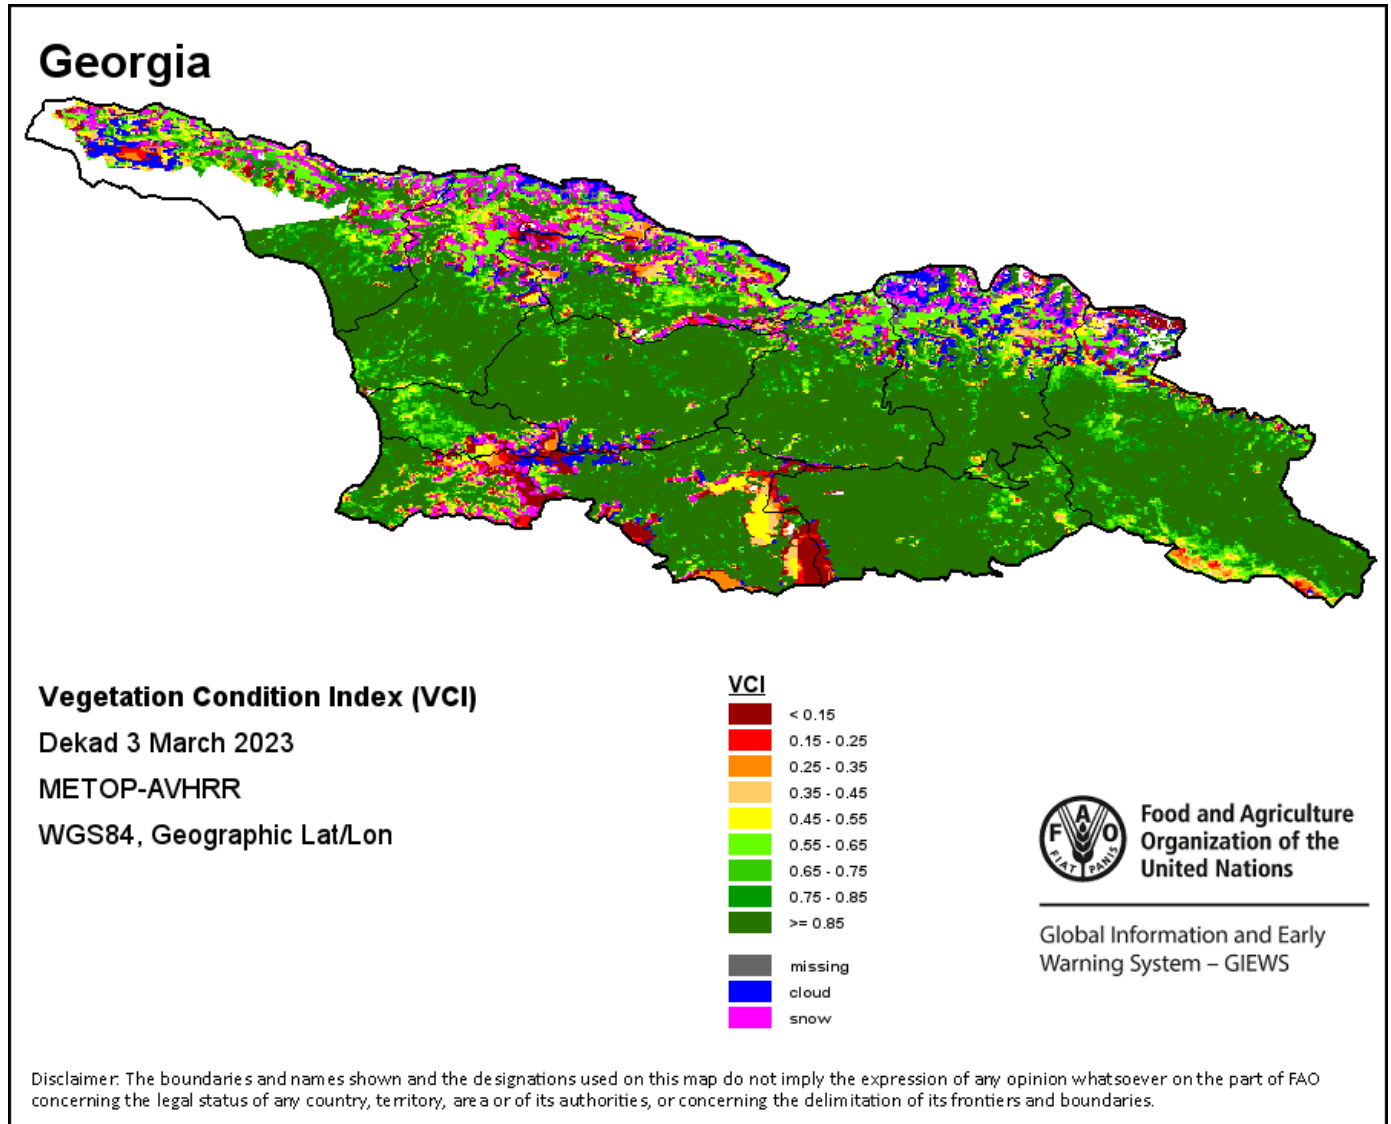 Georgia
Vegetation Condition Index (VCI)
Dekad 3 March 2023
METOP-AVHRR
WGS84, Geographic Lat/Lon
VCI
< 0.15
0.15 - 0.25
0.25 - 0.35
0.35 - 0.45
0.45 - 0.55
0.55 - 0.65
0.65 - 0.75
0.75 - 0.85
>= 0.85
missing
cloud
snow
F A O
FIAT PANIS
Food and Agriculture
Organization of the
United Nations
Global Information and Early
Warning System – GIEWS
Disclaimer: The boundaries and names shown and the designations used on this map do not imply the expression of any opinion whatsoever on the part of FAO
concerning the legal status of any country, territory, area or of its authorities, or concerning the delimitation of its frontiers and boundaries.